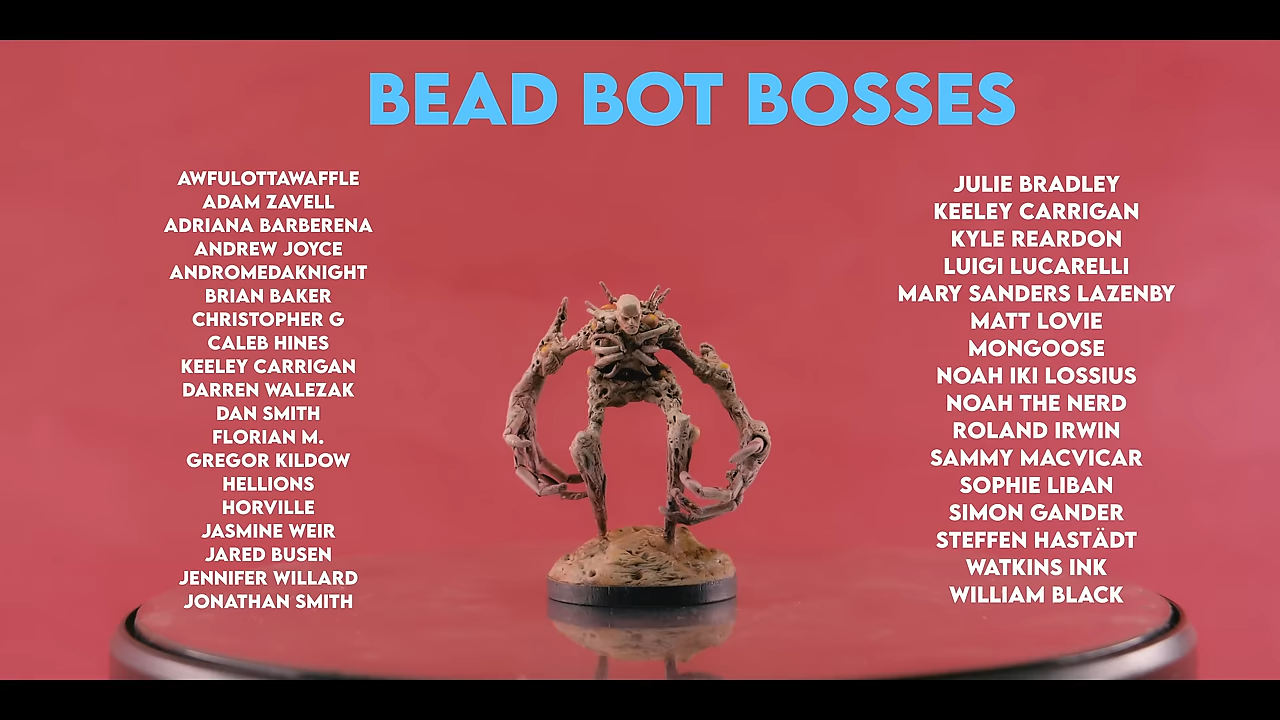 BEAD BOT BOSSES
AWFULOTTAWAFFLE
ADAM ZAVELL
ADRIANA BARBERENA
ANDREW JOYCE
ANDROMEDAKNIGHT
BRIAN BAKER
CHRISTOPHER G
CALEB HINES
KEELEY CARRIGAN
DARREN WALEZAK
DAN SMITH
FLORIAN M.
GREGOR KILDOW
HELLIONS
HORVILLE
JASMINE WEIR
JARED BUSEN
JENNIFER WILLARD
JONATHAN SMITH
JULIE BRADLEY
KEELEY CARRIGAN
KYLE REARDON
LUIGI LUCARELLI
MARY SANDERS LAZENBY
MATT LOVIE
MONGOOSE
NOAH IKI LOSSIUS
NOAH THE NERD
ROLAND IRWIN
SAMMY MACVICAR
SOPHIE LIBAN
SIMON GANDER
STEFFEN HASTÄDT
WATKINS INK
WILLIAM BLACK